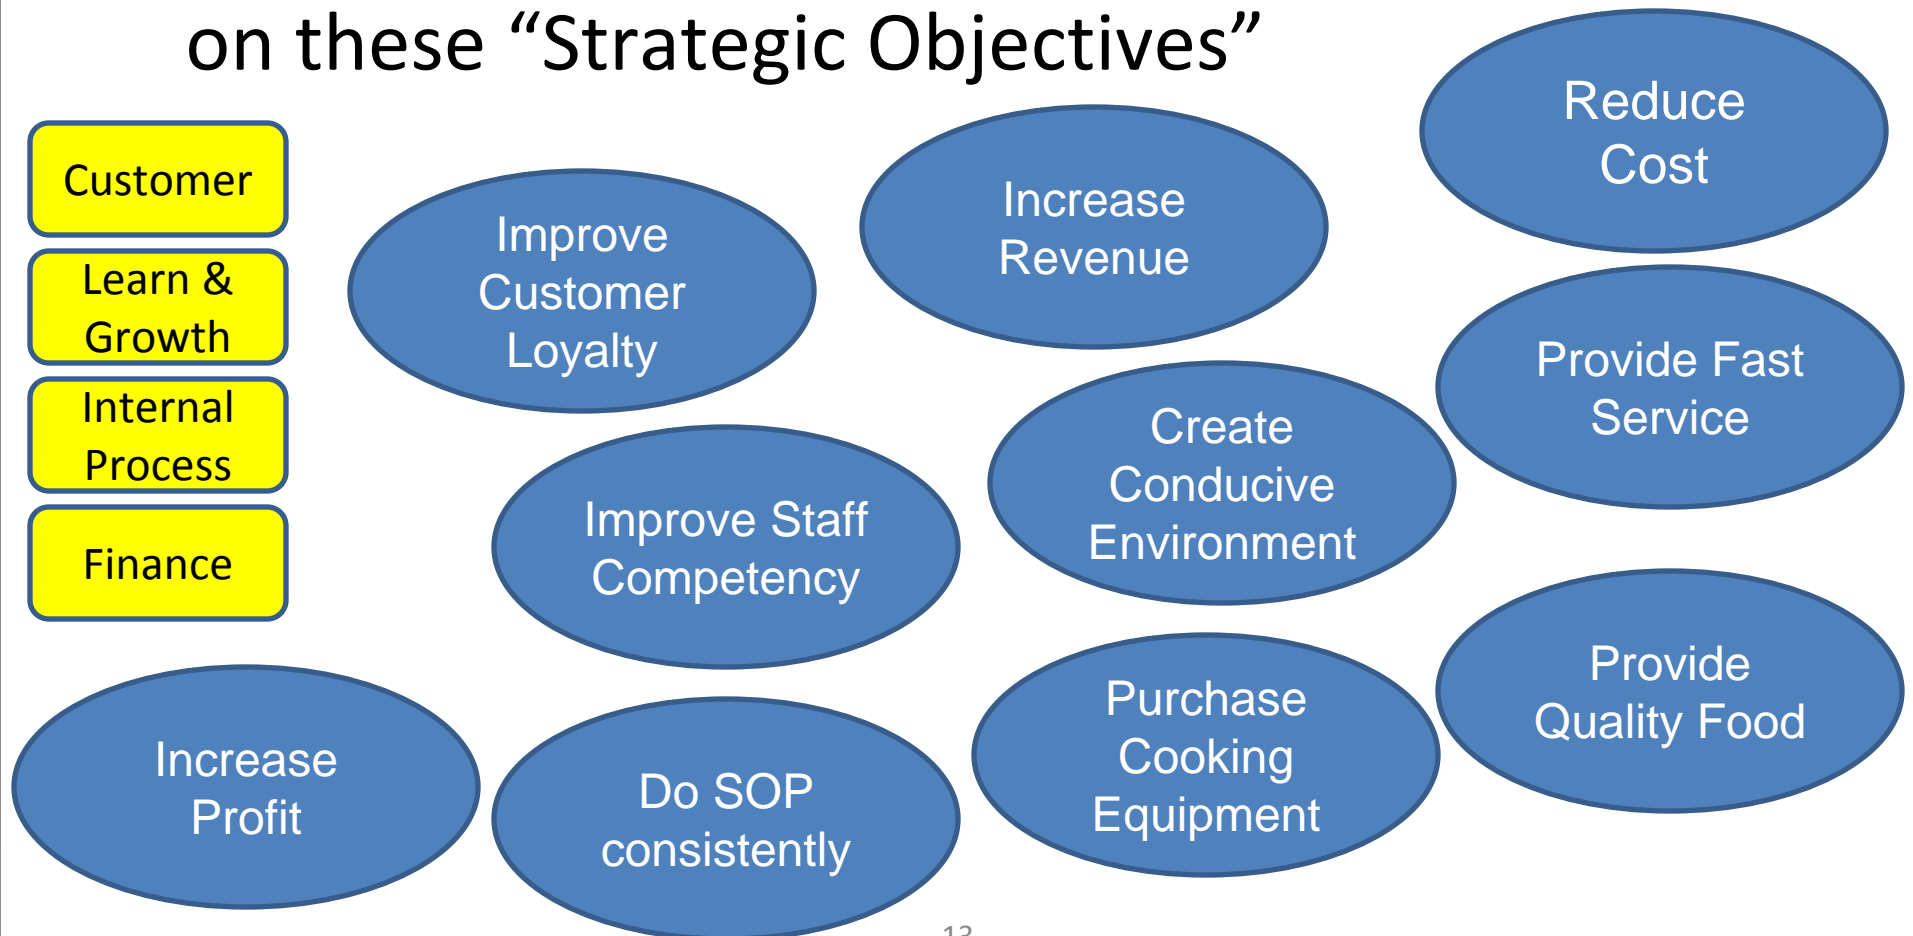 on these “Strategic Objectives”
Customer
Learn &
Growth
Internal
Process
Finance
Improve
Customer
Loyalty
Increase
Revenue
Reduce
Cost
Provide Fast
Service
Create
Conducive
Environment
Improve Staff
Competency
Increase
Profit
Do SOP
consistently
Purchase
Cooking
Equipment
Provide
Quality Food
13